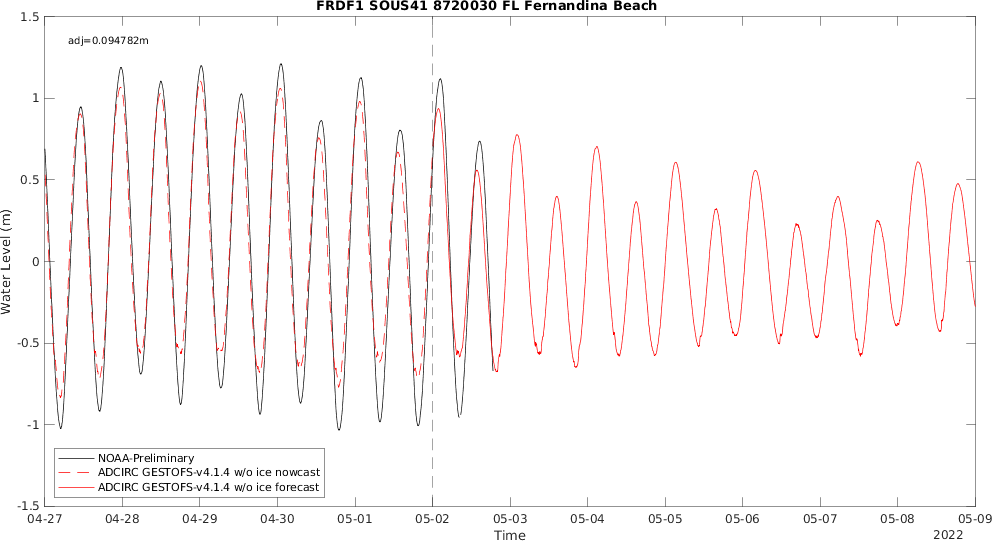 FRDF1 SOUS41 8720030 FL Fernandina Beach
1.5
adj=0.094782m
1
0.5
0
-0.5
-1
-1.5
Water Level (m)
NOAA-Preliminary
ADCIRC GESTOFS-v4.1.4 w/o ice nowcast
ADCIRC GESTOFS-v4.1.4 w/o ice forecast
04-27 04-28 04-29 04-30 05-01 05-02 05-03 05-04 05-05 05-06 05-07 05-08 05-09
Time
2022